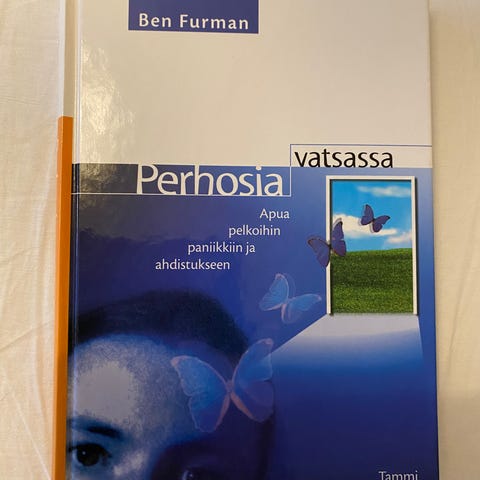 Ben Furman
vatsassa
Perhosia
Apua
pelkoihin
paniikkiin ja
ahdistukseen
Tammi